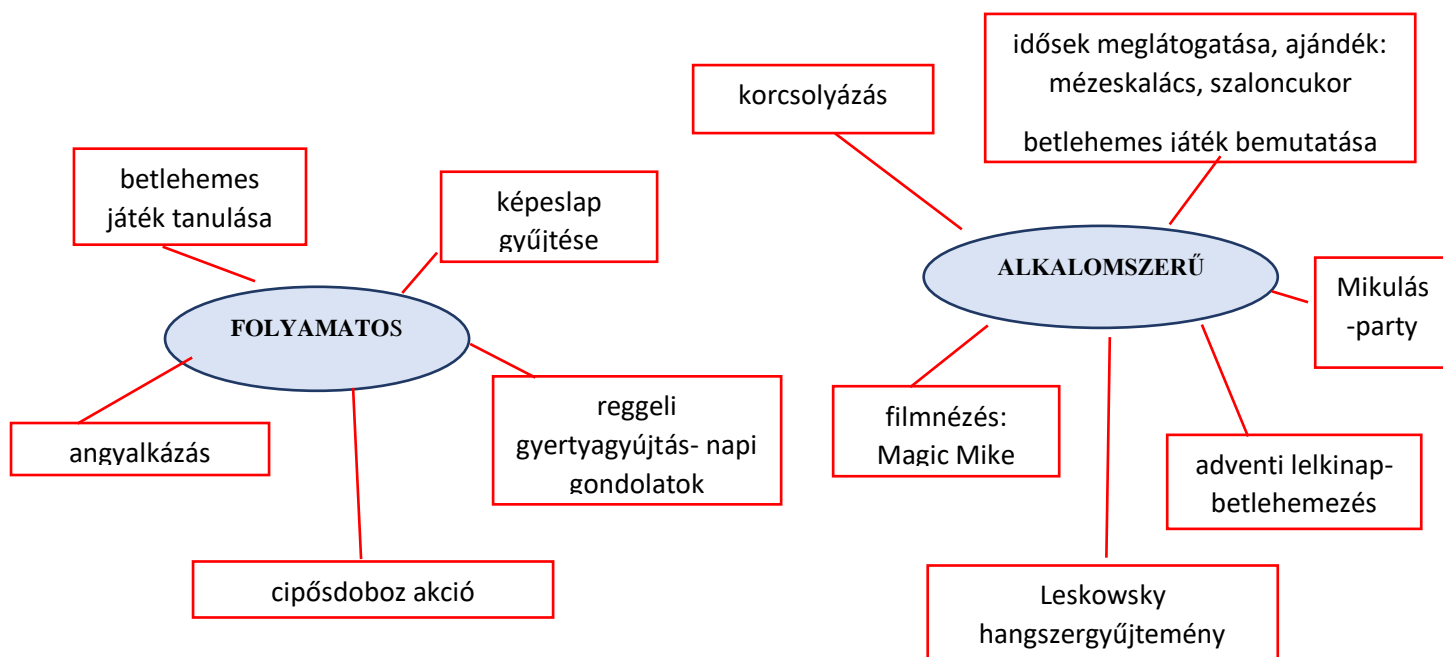 betlehemes
játék tanulása
képeslap
gyűjtése
FOLYAMATOS
angyalkázás
reggeli
gyertyagyújtás- napi
gondolatok
cipősdoboz akció
korcsolyázás
idősek meglátogatása, ajándék:
mézeskalács, szaloncukor
betlehemes játék bemutatása
ALKALOMSZERŰ
Mikulás
-party
filmnézés:
Magic Mike
adventi lelkinap-
betlehemezés
Leskowsky
hangszergyűjtemény